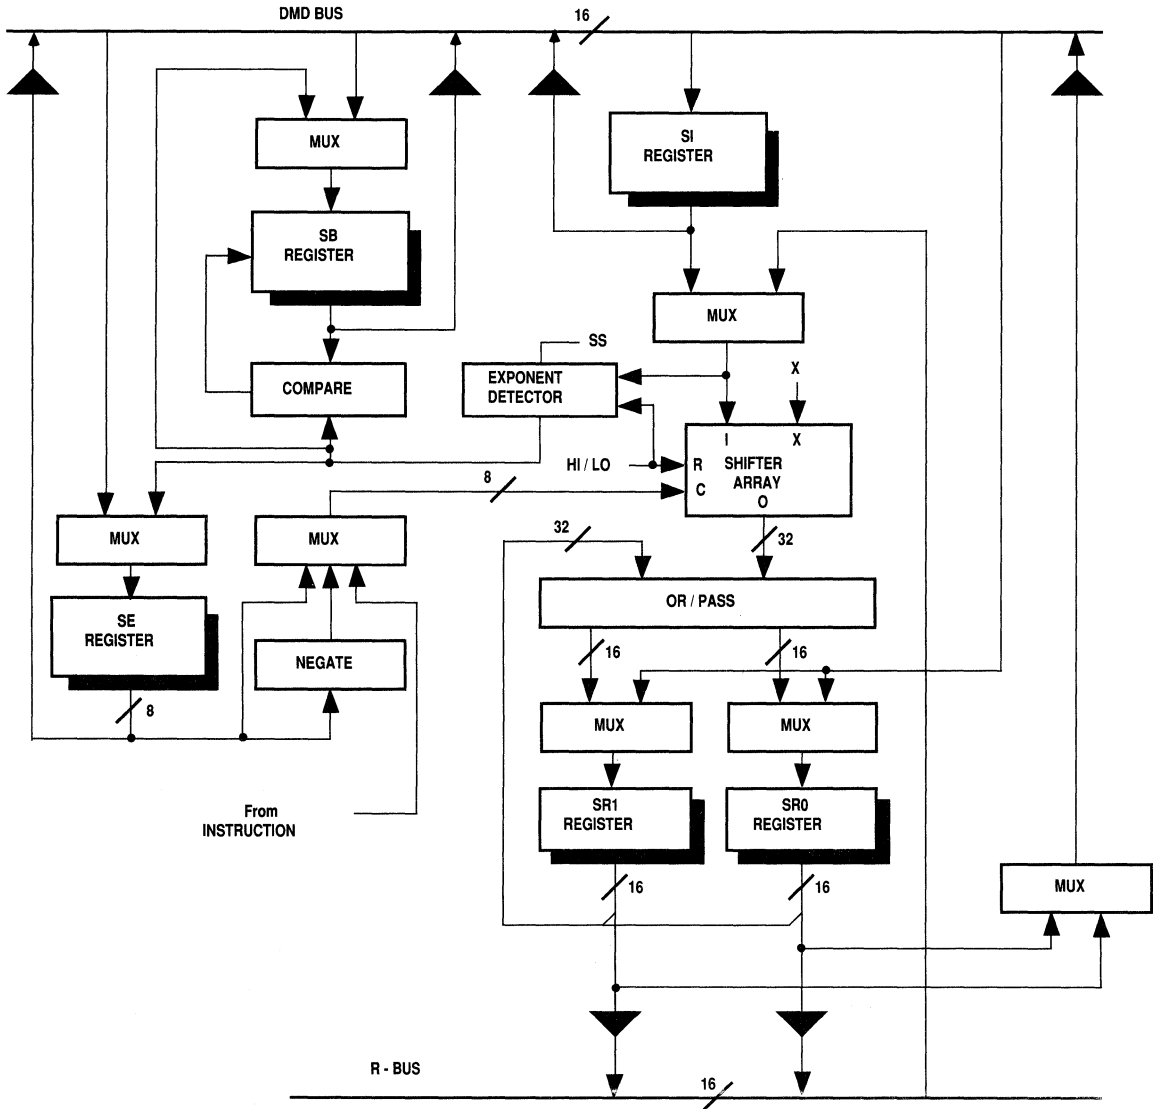 DMD BUS
16
MUX
SI
REGISTER
SB
REGISTER
MUX
SS
COMPARE
EXPONENT
DETECTOR
X
I
X
HI / LO
R
SHIFTER
ARRAY
C
O
8
MUX
MUX
32
32
SE
REGISTER
OR / PASS
NEGATE
16
16
8
MUX
MUX
From
INSTRUCTION
SR1
REGISTER
SR0
REGISTER
16
16
MUX
R - BUS
16